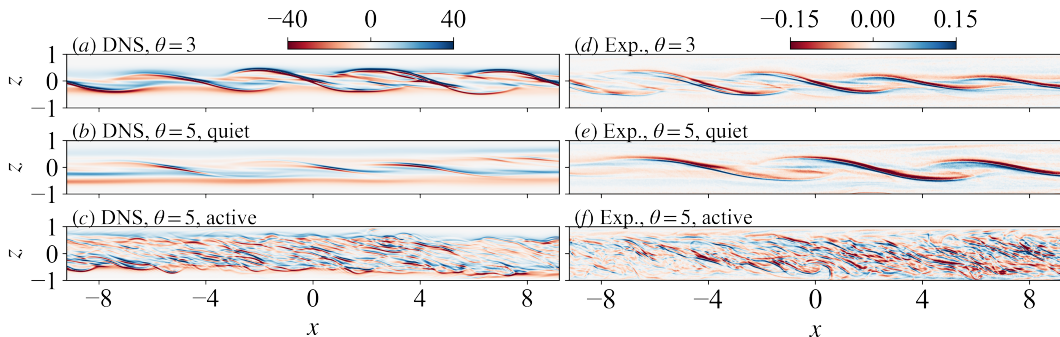 −40 0 40
−0.15 0.00 0.15
(a) DNS, θ = 3
(d) Exp., θ = 3
1
z 0
−1
(b) DNS, θ = 5, quiet
(e) Exp., θ = 5, quiet
1
z 0
−1
(c) DNS, θ = 5, active
(f) Exp., θ = 5, active
1
z 0
−1
−8 −4 0 4 8
−8 −4 0 4 8
x
x